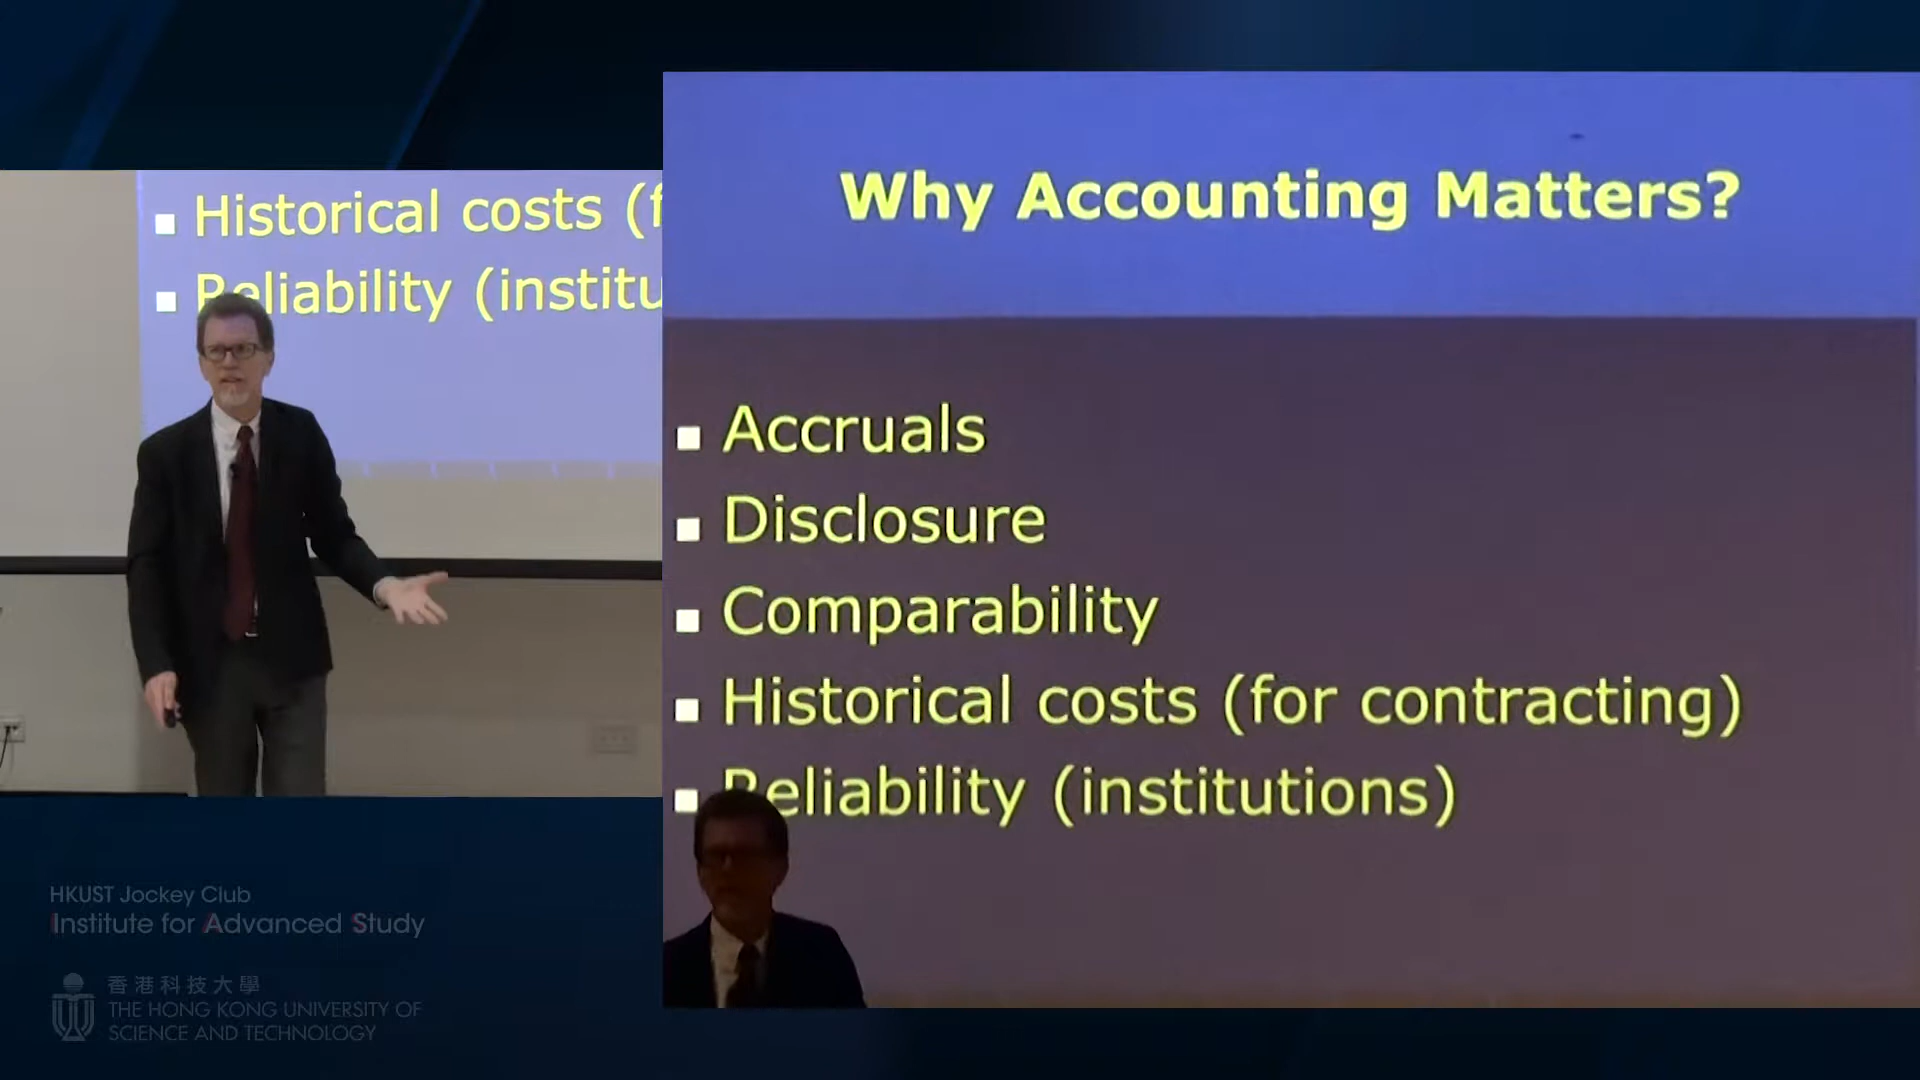 Historical costs (f
Reliability (institu
Why Accounting Matters?
Accruals
Disclosure
Comparability
Historical costs (for contracting)
Reliability (institutions)
HKUST Jockey Club
Institute for Advanced Study
香港科技大學
THE HONG KONG UNIVERSITY OF
SCIENCE AND TECHNOLOGY